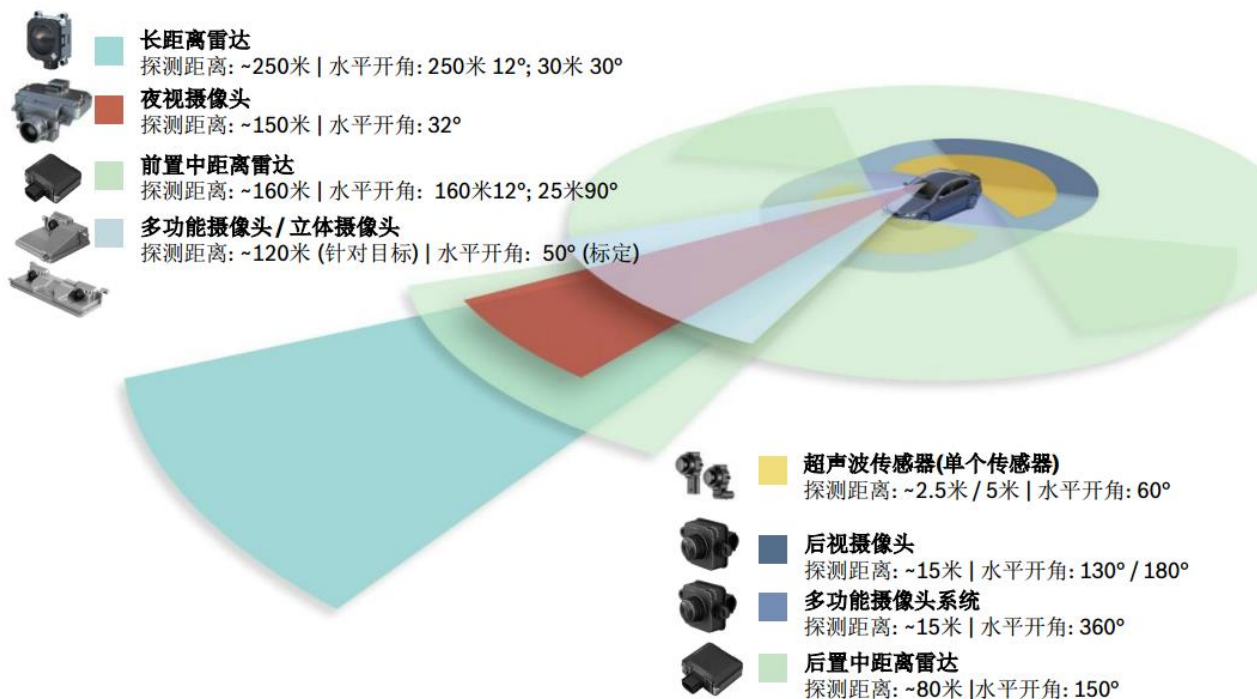 长距离雷达
探测距离: ~250米 | 水平开角: 250米 12°; 30米 30°
夜视摄像头
探测距离: ~150米 | 水平开角: 32°
前置中距离雷达
探测距离: ~160米 | 水平开角: 160米12°; 25米90°
多功能摄像头 / 立体摄像头
探测距离: ~120米 (针对目标) | 水平开角: 50° (标定)
超声波传感器(单个传感器)
探测距离: ~2.5米 / 5米 | 水平开角: 60°
后视摄像头
探测距离: ~15米 | 水平开角: 130° / 180°
多功能摄像头系统
探测距离: ~15米 | 水平开角: 360°
后置中距离雷达
探测距离: ~80米 |水平开角: 150°